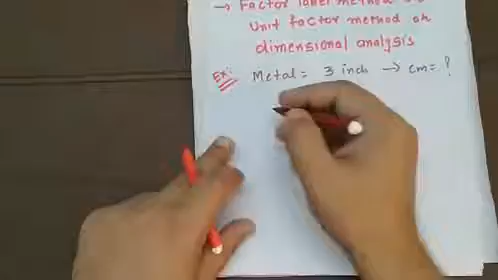 → Factor label method or
Unit factor method or
dimensional analysis
Ex:- Metal = 3 inch → cm = ?